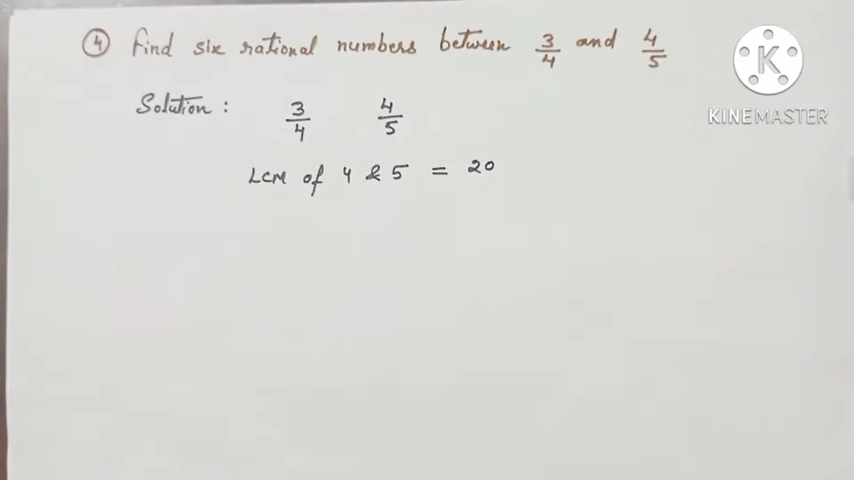 ④ Find six rational numbers between 3/4 and 4/5
K
KINEMASTER
Solution : 3/4 4/5
LCM of 4 & 5 = 20